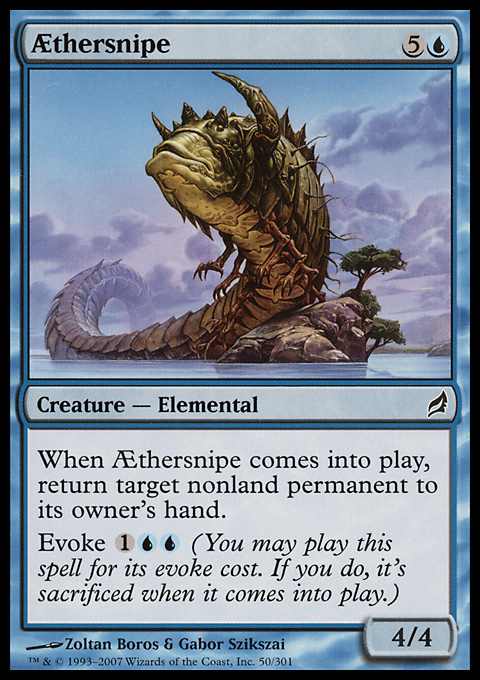 Æthersnipe 5
Creature — Elemental
When Æthersnipe comes into play,
return target nonland permanent to
its owner's hand.
Evoke 1 (You may play this
spell for its evoke cost. If you do, it's
sacrificed when it comes into play.)
Zoltan Boros & Gabor Szikszai
4/4
™ & © 1993–2007 Wizards of the Coast, Inc. 50/301